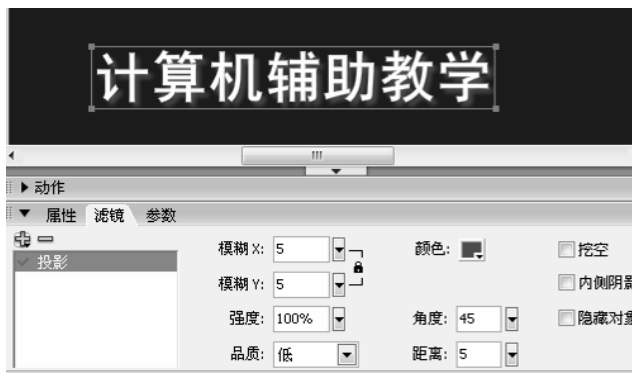 计算机辅助教学
动作
属性 滤镜 参数
投影
模糊 X: 5 颜色: 挖空
模糊 Y: 5 内侧阴影
强度: 100% 角度: 45 隐藏对象
品质: 低 距离: 5